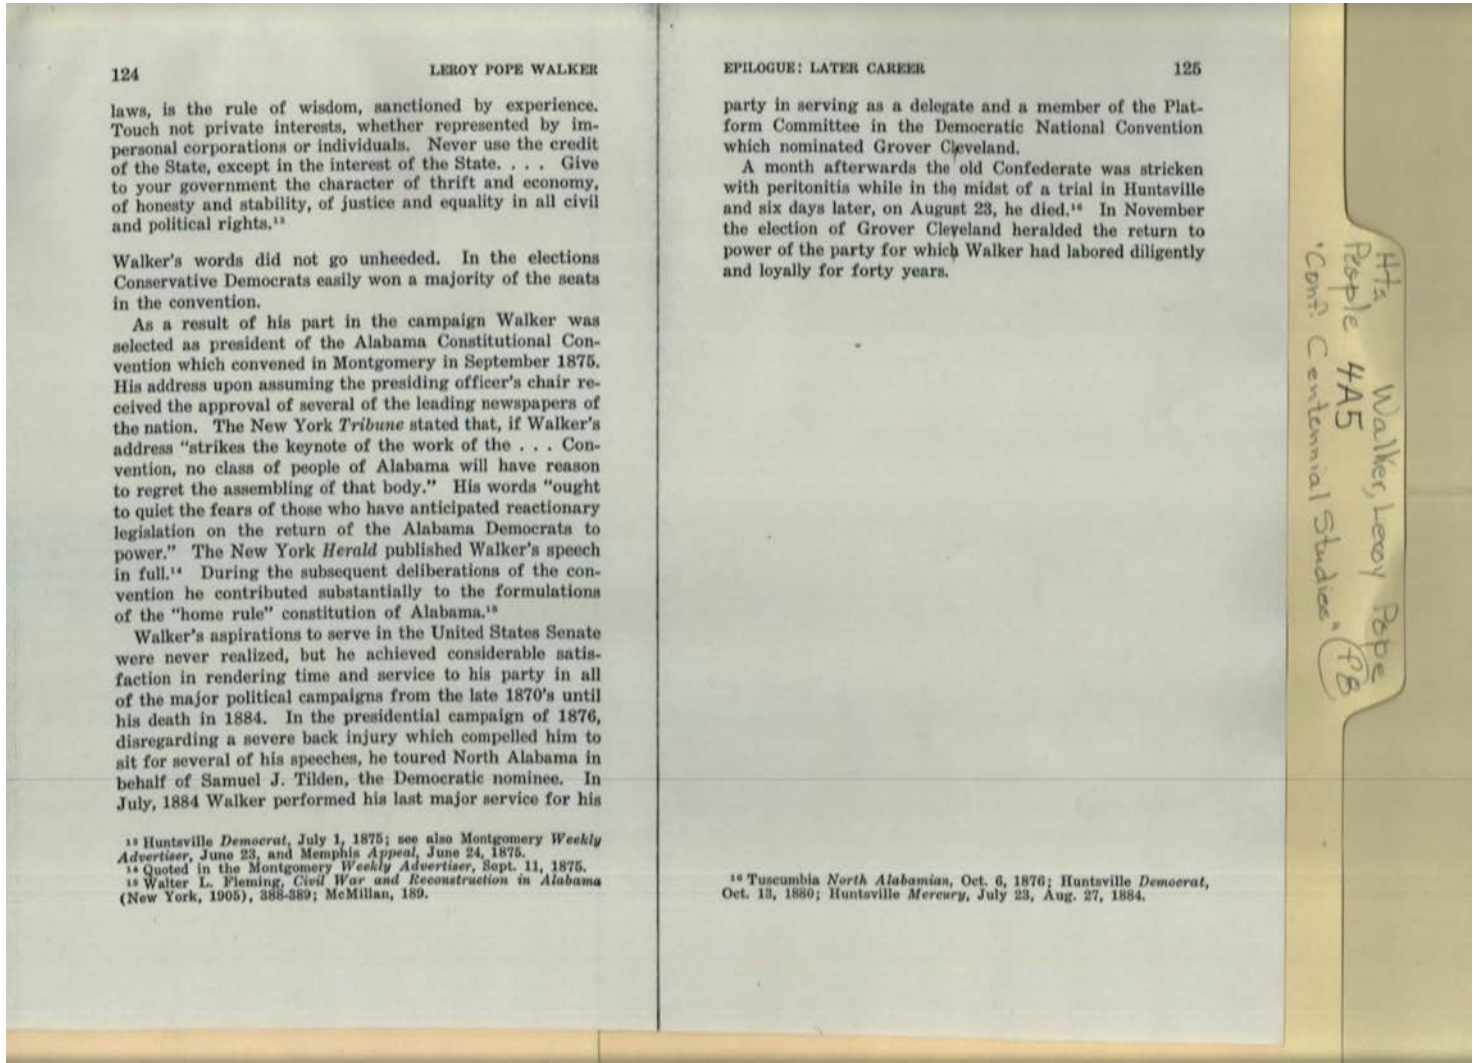 124 LEROY POPE WALKER
laws, is the rule of wisdom, sanctioned by experience.
Touch not private interests, whether represented by im-
personal corporations or individuals. Never use the credit
of the State, except in the interest of the State. . . . Give
to your government the character of thrift and economy,
of honesty and stability, of justice and equality in all civil
and political rights.¹³
Walker's words did not go unheeded. In the elections
Conservative Democrats easily won a majority of the seats
in the convention.
As a result of his part in the campaign Walker was
selected as president of the Alabama Constitutional Con-
vention which convened in Montgomery in September 1875.
His address upon assuming the presiding officer's chair re-
ceived the approval of several of the leading newspapers of
the nation. The New York Tribune stated that, if Walker's
address "strikes the keynote of the work of the . . . Con-
vention, no class of people of Alabama will have reason
to regret the assembling of that body." His words "ought
to quiet the fears of those who have anticipated reactionary
legislation on the return of the Alabama Democrats to
power." The New York Herald published Walker's speech
in full.¹⁴ During the subsequent deliberations of the con-
vention he contributed substantially to the formulations
of the "home rule" constitution of Alabama.¹⁵
Walker's aspirations to serve in the United States Senate
were never realized, but he achieved considerable satis-
faction in rendering time and service to his party in all
of the major political campaigns from the late 1870's until
his death in 1884. In the presidential campaign of 1876,
disregarding a severe back injury which compelled him to
sit for several of his speeches, he toured North Alabama in
behalf of Samuel J. Tilden, the Democratic nominee. In
July, 1884 Walker performed his last major service for his
¹³ Huntsville Democrat, July 1, 1875; see also Montgomery Weekly
Advertiser, June 23, and Memphis Appeal, June 24, 1875.
¹⁴ Quoted in the Montgomery Weekly Advertiser, Sept. 11, 1875.
¹⁵ Walter L. Fleming, Civil War and Reconstruction in Alabama
(New York, 1905), 388-389; McMillan, 189.
EPILOGUE: LATER CAREER 125
party in serving as a delegate and a member of the Plat-
form Committee in the Democratic National Convention
which nominated Grover Cleveland.
A month afterwards the old Confederate was stricken
with peritonitis while in the midst of a trial in Huntsville
and six days later, on August 23, he died.¹⁶ In November
the election of Grover Cleveland heralded the return to
power of the party for which Walker had labored diligently
and loyally for forty years.
¹⁶ Tuscumbia North Alabamian, Oct. 6, 1876; Huntsville Democrat,
Oct. 13, 1880; Huntsville Mercury, July 23, Aug. 27, 1884.
Walker, Leroy Pope
People 4A5
"Conf. Centennial Studies" PB